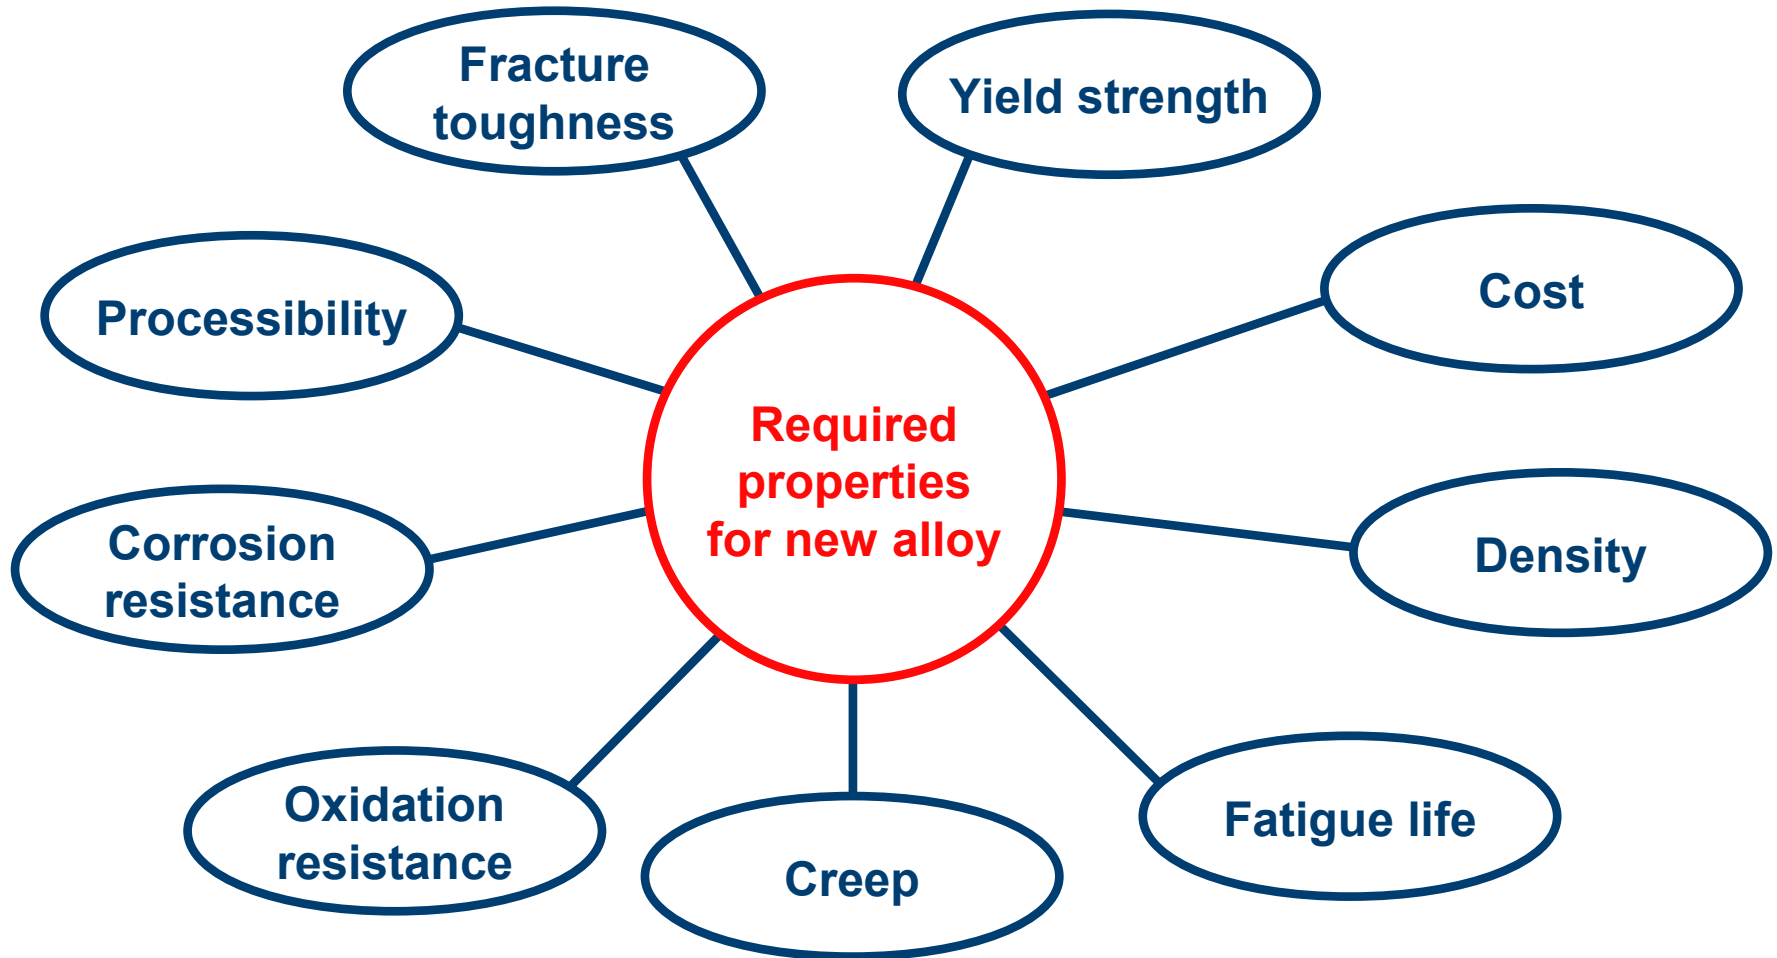 Fracture
toughness
Yield strength
Processibility
Cost
Required
properties
for new alloy
Corrosion
resistance
Density
Oxidation
resistance
Creep
Fatigue life